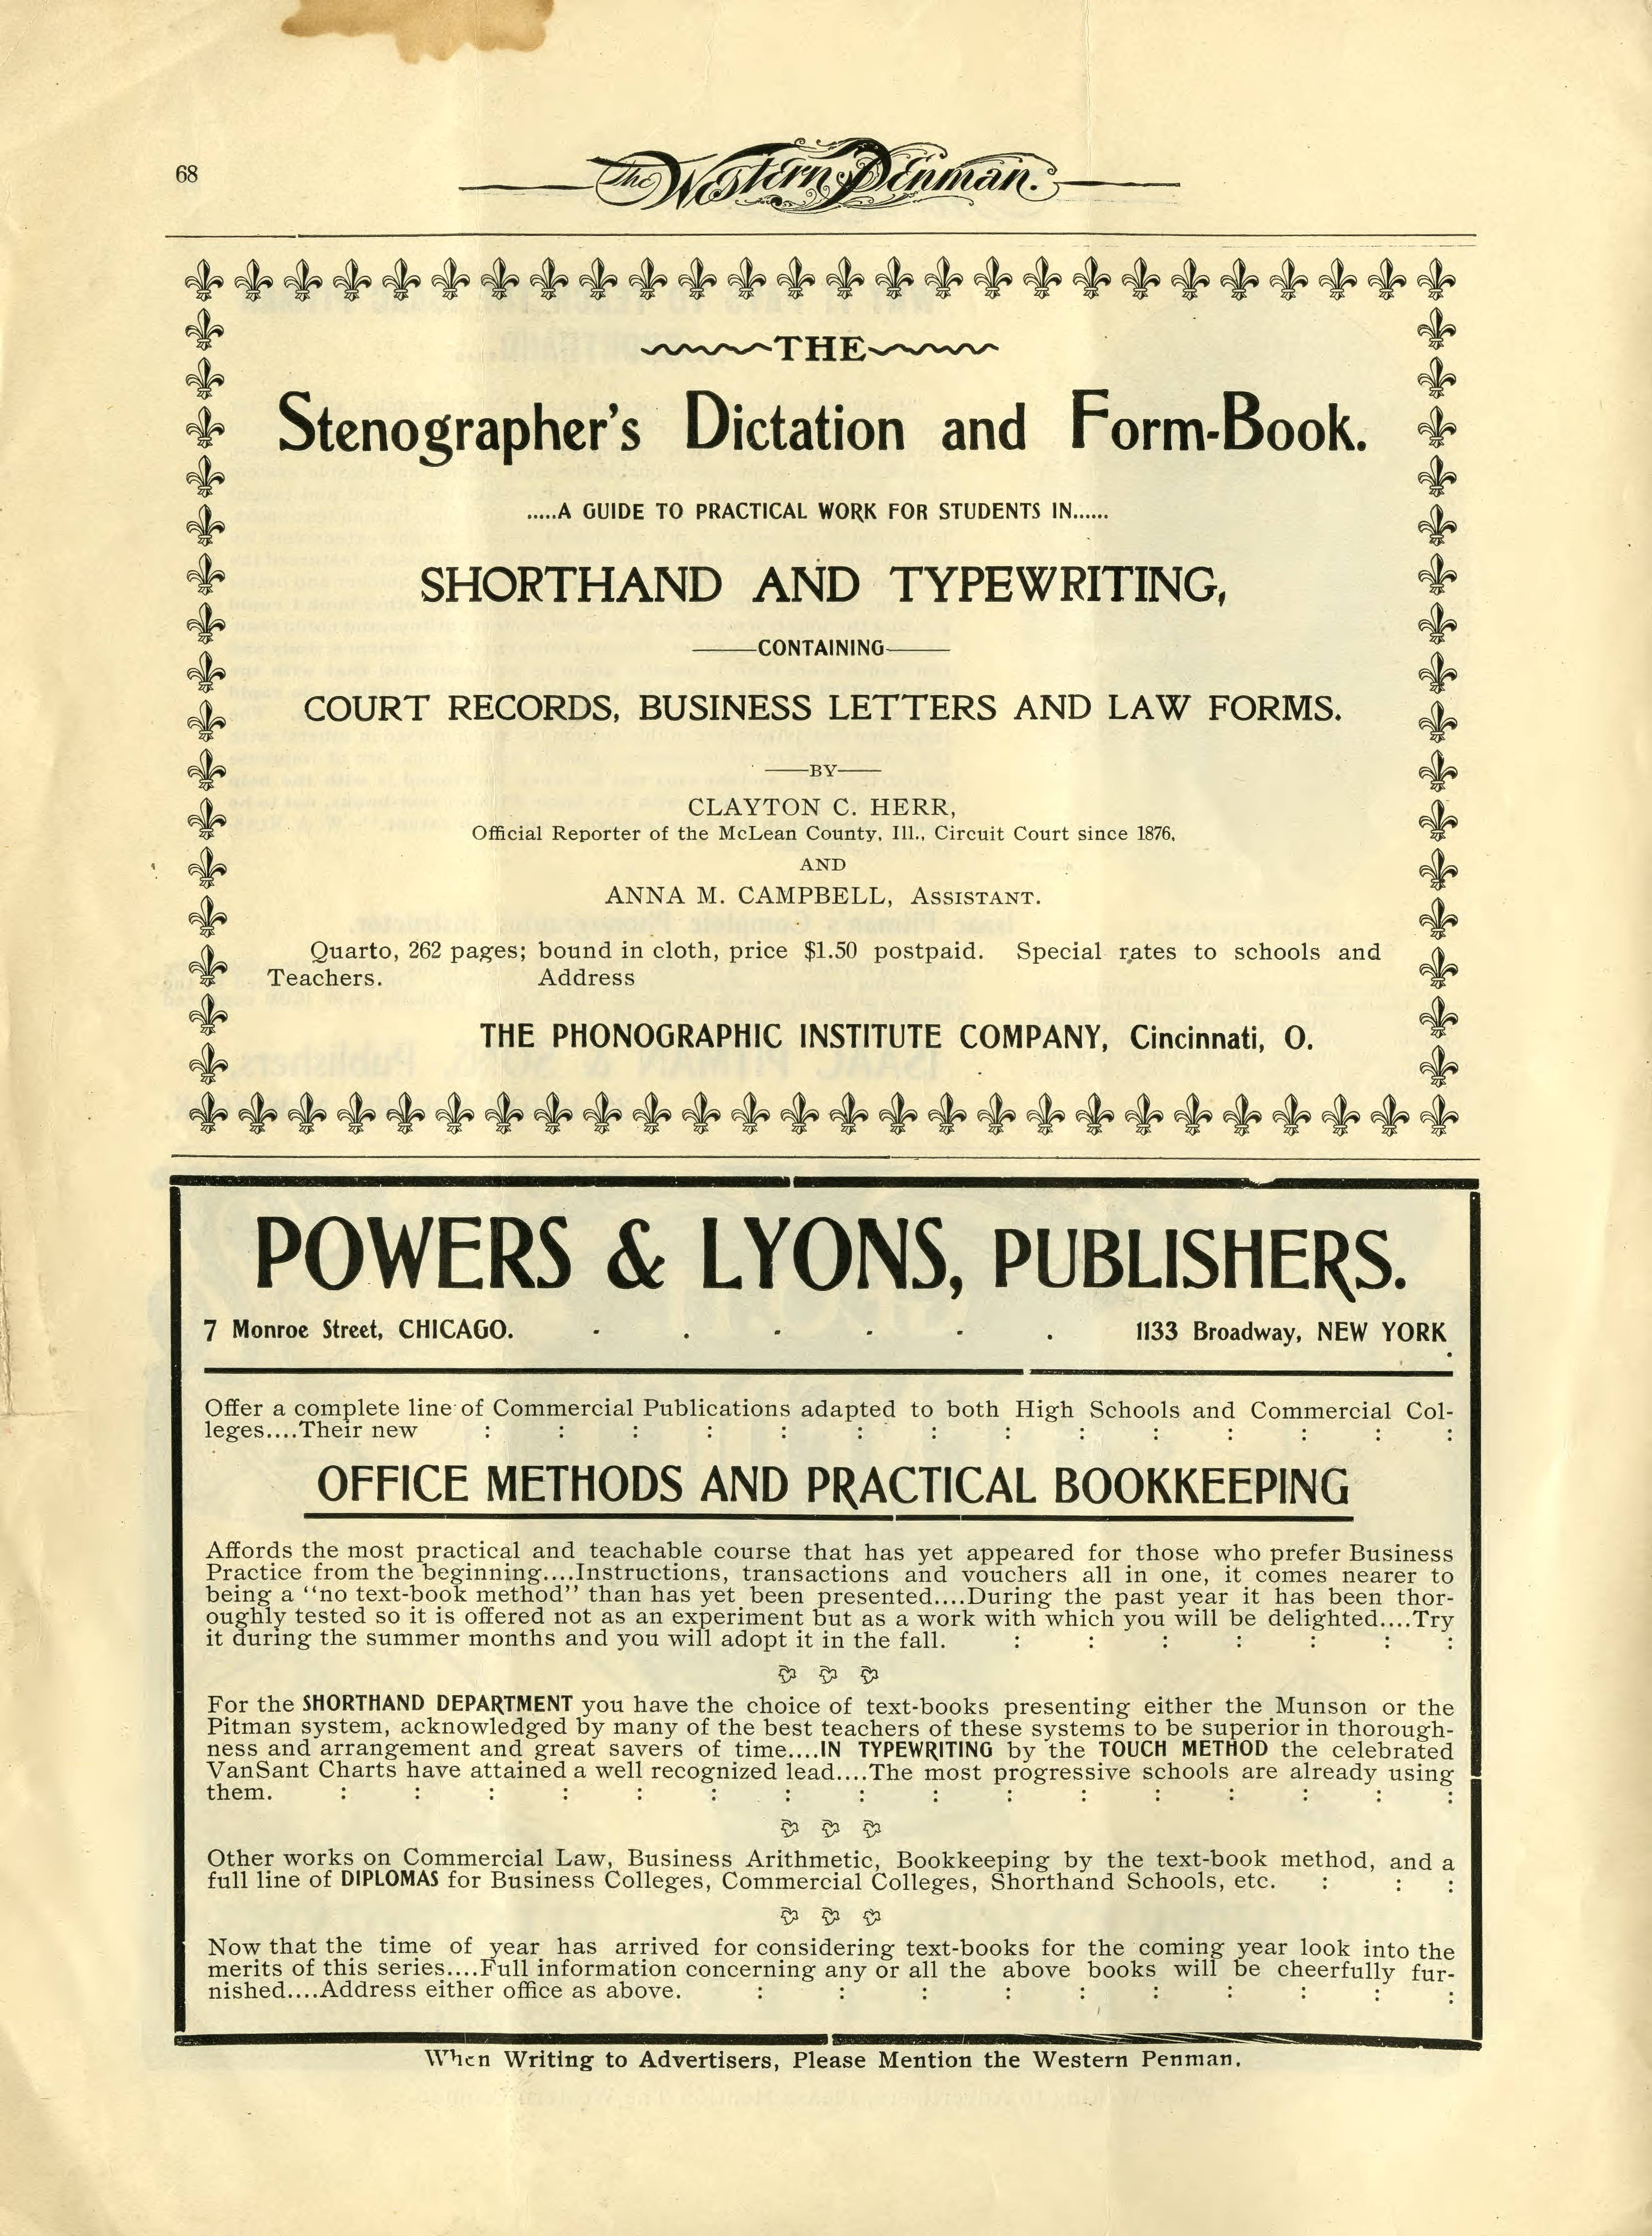 68
The Western Penman.
THE
Stenographer's Dictation and Form-Book.
.....A GUIDE TO PRACTICAL WORK FOR STUDENTS IN......
SHORTHAND AND TYPEWRITING,
CONTAINING
COURT RECORDS, BUSINESS LETTERS AND LAW FORMS.
BY
CLAYTON C. HERR,
Official Reporter of the McLean County, Ill., Circuit Court since 1876,
AND
ANNA M. CAMPBELL, ASSISTANT.
Quarto, 262 pages; bound in cloth, price $1.50 postpaid. Special rates to schools and
Teachers. Address
THE PHONOGRAPHIC INSTITUTE COMPANY, Cincinnati, O.
POWERS & LYONS, PUBLISHERS.
7 Monroe Street, CHICAGO. . . . . . . 1133 Broadway, NEW YORK.
Offer a complete line of Commercial Publications adapted to both High Schools and Commercial Col-
leges....Their new : : : : : : : : : : : : : :
OFFICE METHODS AND PRACTICAL BOOKKEEPING
Affords the most practical and teachable course that has yet appeared for those who prefer Business
Practice from the beginning....Instructions, transactions and vouchers all in one, it comes nearer to
being a "no text-book method" than has yet been presented....During the past year it has been thor-
oughly tested so it is offered not as an experiment but as a work with which you will be delighted....Try
it during the summer months and you will adopt it in the fall. : : : : : : :
For the SHORTHAND DEPARTMENT you have the choice of text-books presenting either the Munson or the
Pitman system, acknowledged by many of the best teachers of these systems to be superior in thorough-
ness and arrangement and great savers of time....IN TYPEWRITING by the TOUCH METHOD the celebrated
VanSant Charts have attained a well recognized lead....The most progressive schools are already using
them. : : : : : : : : : : : : : : : :
Other works on Commercial Law, Business Arithmetic, Bookkeeping by the text-book method, and a
full line of DIPLOMAS for Business Colleges, Commercial Colleges, Shorthand Schools, etc. : : :
Now that the time of year has arrived for considering text-books for the coming year look into the
merits of this series....Full information concerning any or all the above books will be cheerfully fur-
nished....Address either office as above. : : : : : : : : : :
When Writing to Advertisers, Please Mention the Western Penman.